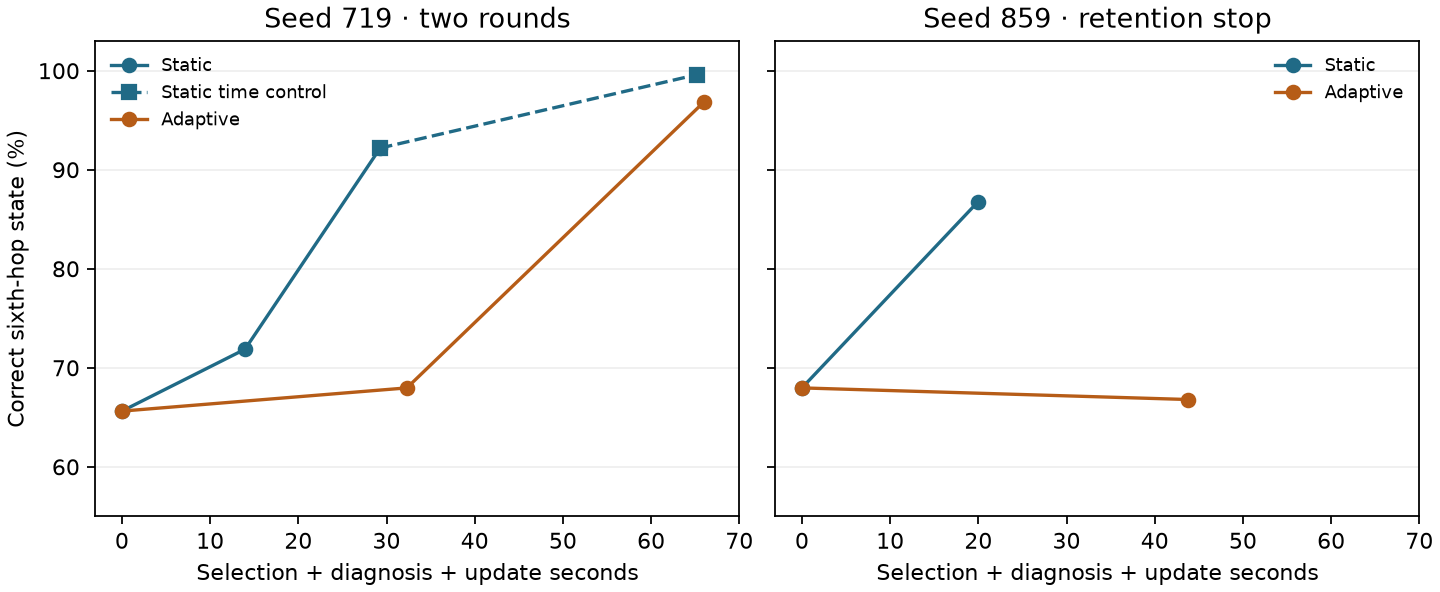 Seed 719 · two rounds
Static
Static time control
Adaptive
Correct sixth-hop state (%)
100
90
80
70
60
0 10 20 30 40 50 60 70
Selection + diagnosis + update seconds
Seed 859 · retention stop
Static
Adaptive
0 10 20 30 40 50 60 70
Selection + diagnosis + update seconds